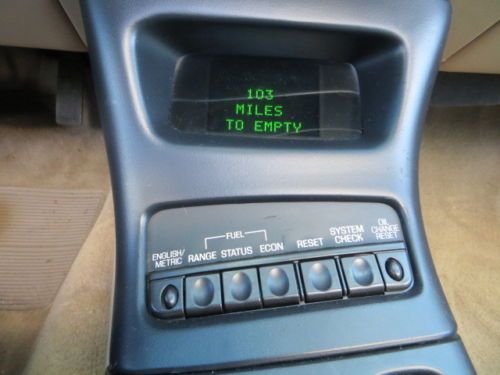 103
MILES
TO EMPTY
ENGLISH/
METRIC
FUEL
RANGE STATUS ECON
RESET
SYSTEM
CHECK
OIL
CHANGE
RESET